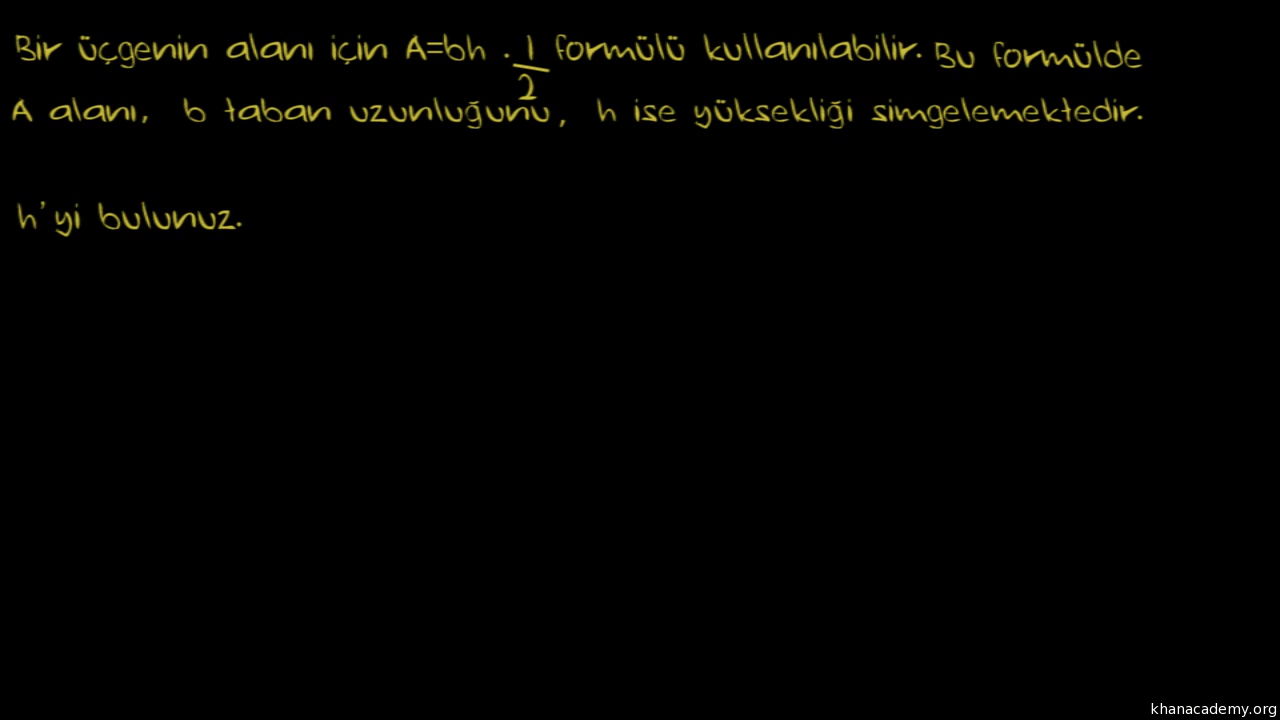 Bir üçgenin alanı için A=bh . 1/2 formülü kullanılabilir. Bu formülde
A alanı, b taban uzunluğunu, h ise yüksekliği simgelemektedir.
h'yi bulunuz.
khanacademy.org